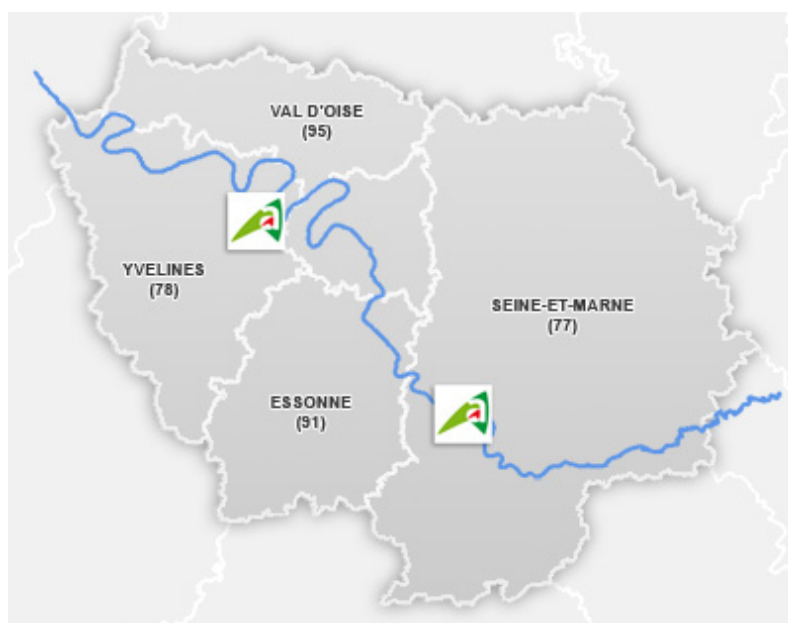 VAL D'OISE
(95)
YVELINES
(78)
SEINE-ET-MARNE
(77)
ESSONNE
(91)